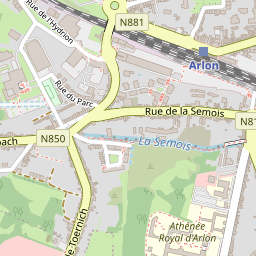 Rue de l'Hydrion
N881
Arlon
Rue du Parc
Rue de la Semois
N850
La Semois
Athénée
Royal d'Arlon